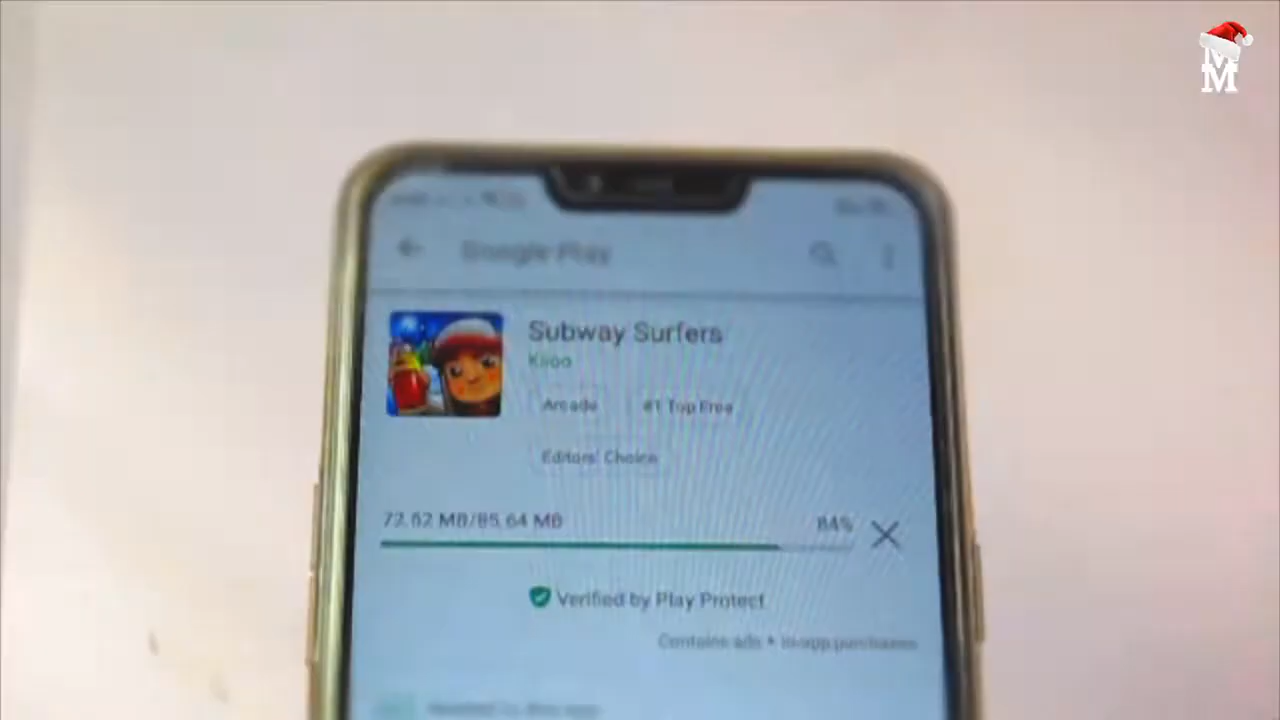 M
M
Google Play
Subway Surfers
Kiloo
Arcade
#1 Top Free
Editors' Choice
72.62 MB/85.64 MB
84%
Verified by Play Protect
Contains ads • In-app purchases